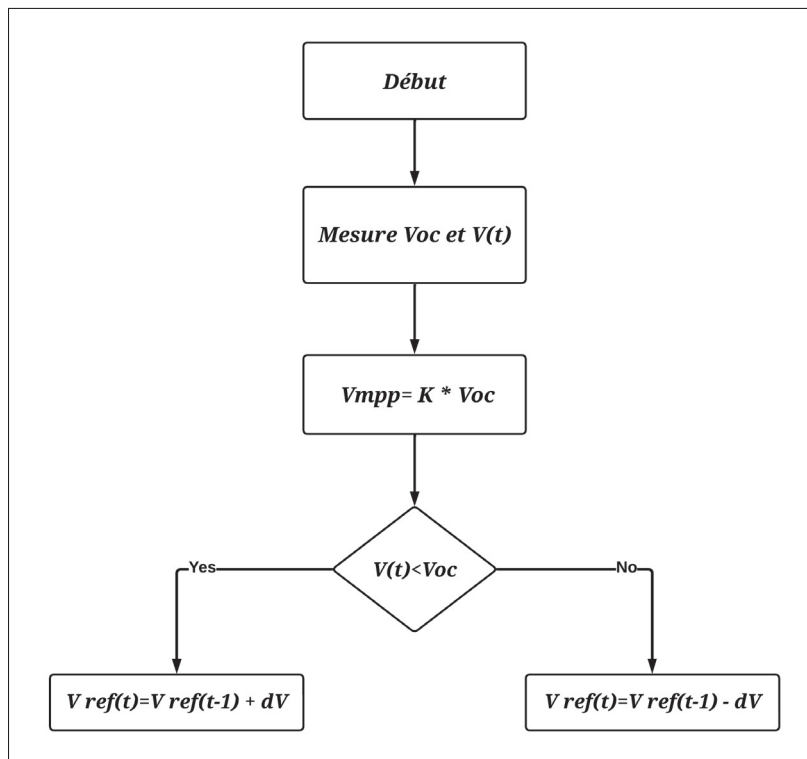 Début
Mesure Voc et V(t)
Vmpp= K * Voc
V(t)<Voc
Yes
No
V ref(t)=V ref(t-1) + dV
V ref(t)=V ref(t-1) - dV